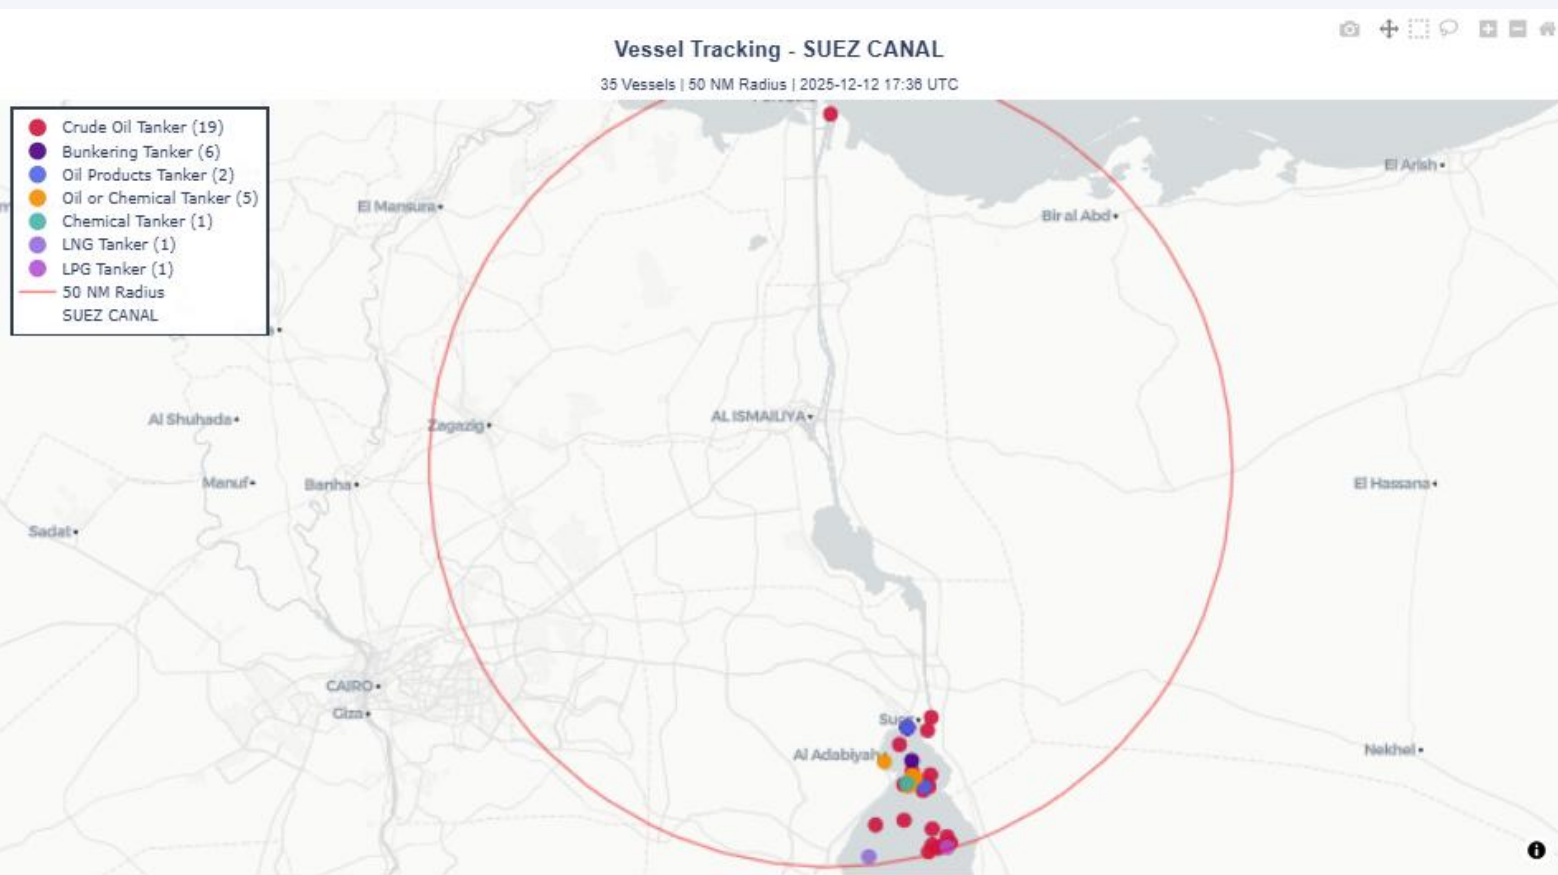 Vessel Tracking - SUEZ CANAL
35 Vessels | 50 NM Radius | 2025-12-12 17:36 UTC
Crude Oil Tanker (19)
Bunkering Tanker (6)
Oil Products Tanker (2)
Oil or Chemical Tanker (5)
Chemical Tanker (1)
LNG Tanker (1)
LPG Tanker (1)
50 NM Radius
SUEZ CANAL
El Arish
El Mansura
Bir al Abd
AL ISMAILIYA
Al Shuhada
Zagazig
Manuf
Banha
El Hassana
Sadat
CAIRO
Giza
Nekhel
Al Adabiyah